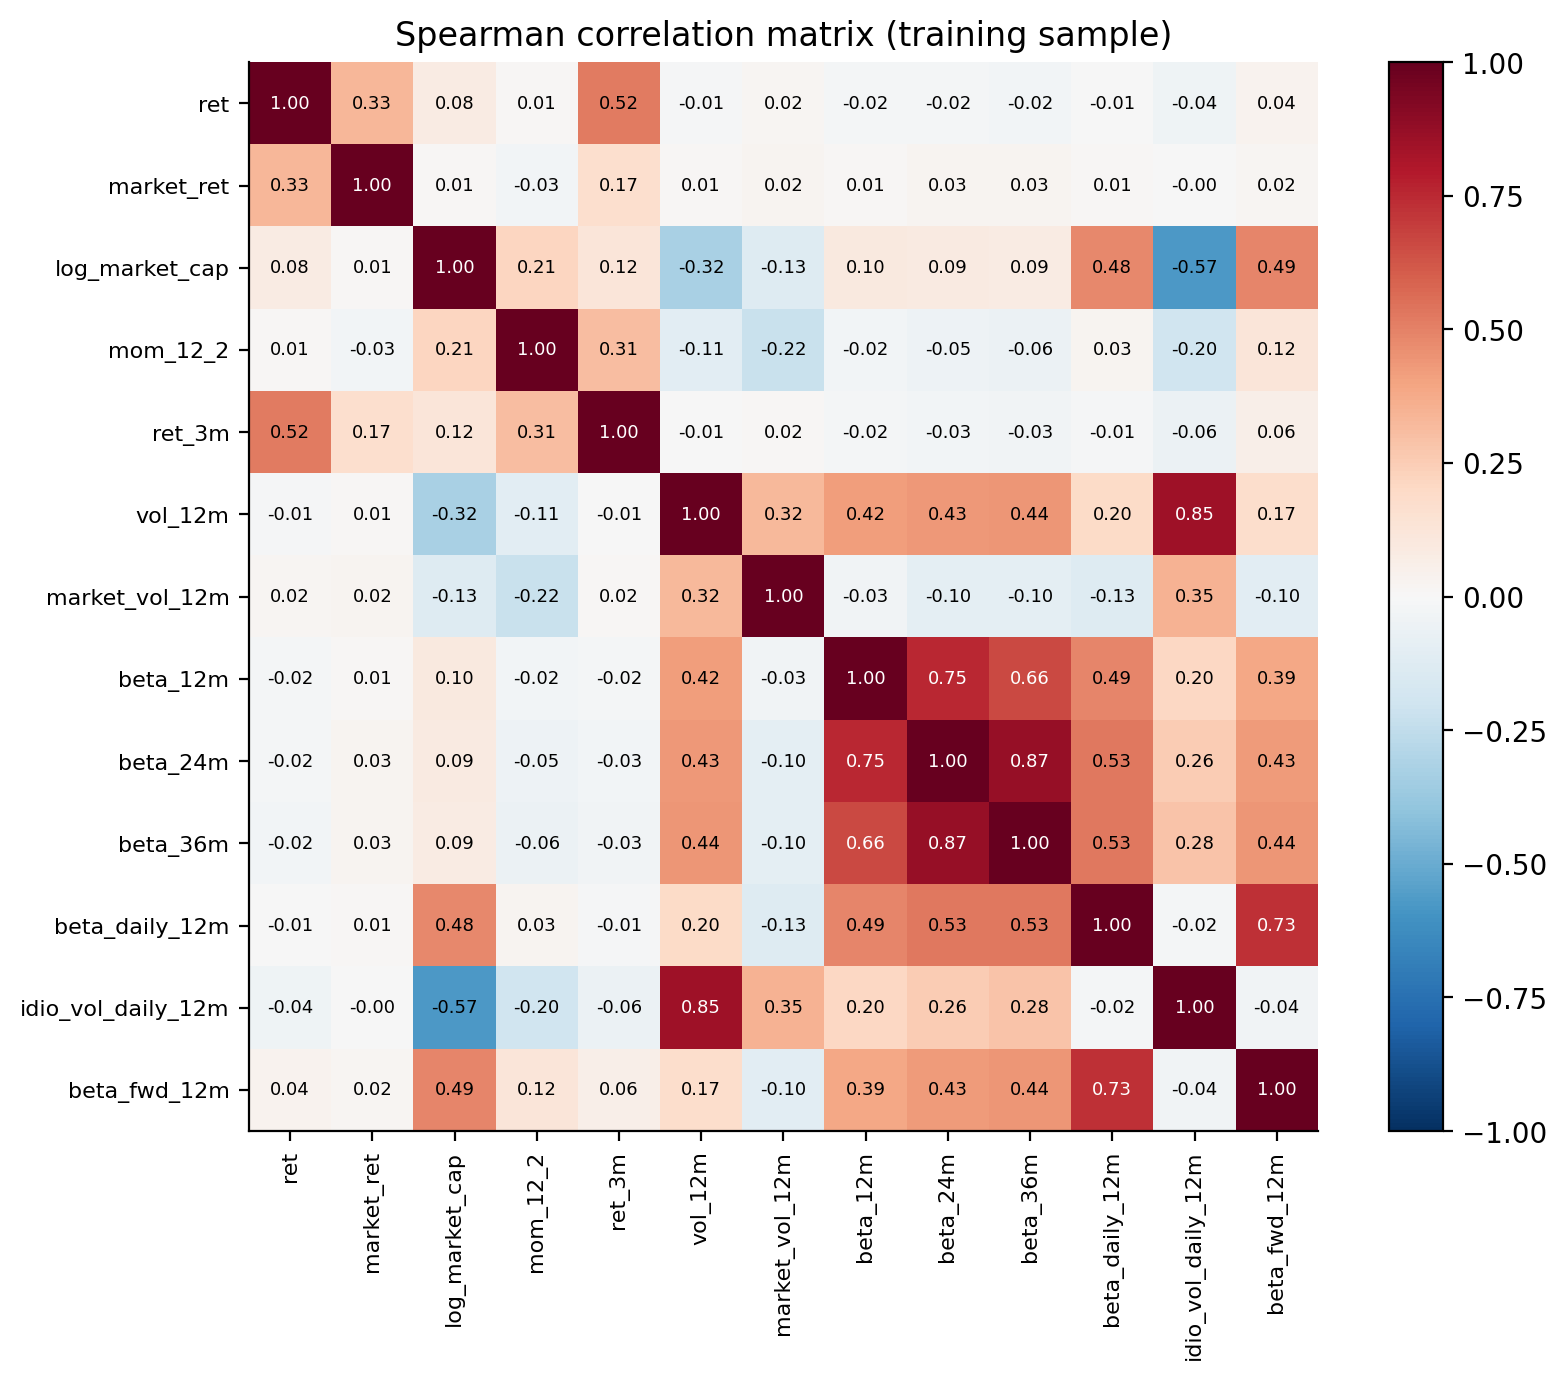 Spearman correlation matrix (training sample)
ret 1.00 0.33 0.08 0.01 0.52 -0.01 0.02 -0.02 -0.02 -0.02 -0.01 -0.04 0.04
market_ret 0.33 1.00 0.01 -0.03 0.17 0.01 0.02 0.01 0.03 0.03 0.01 -0.00 0.02
log_market_cap 0.08 0.01 1.00 0.21 0.12 -0.32 -0.13 0.10 0.09 0.09 0.48 -0.57 0.49
mom_12_2 0.01 -0.03 0.21 1.00 0.31 -0.11 -0.22 -0.02 -0.05 -0.06 0.03 -0.20 0.12
ret_3m 0.52 0.17 0.12 0.31 1.00 -0.01 0.02 -0.02 -0.03 -0.03 -0.01 -0.06 0.06
vol_12m -0.01 0.01 -0.32 -0.11 -0.01 1.00 0.32 0.42 0.43 0.44 0.20 0.85 0.17
market_vol_12m 0.02 0.02 -0.13 -0.22 0.02 0.32 1.00 -0.03 -0.10 -0.10 -0.13 0.35 -0.10
beta_12m -0.02 0.01 0.10 -0.02 -0.02 0.42 -0.03 1.00 0.75 0.66 0.49 0.20 0.39
beta_24m -0.02 0.03 0.09 -0.05 -0.03 0.43 -0.10 0.75 1.00 0.87 0.53 0.26 0.43
beta_36m -0.02 0.03 0.09 -0.06 -0.03 0.44 -0.10 0.66 0.87 1.00 0.53 0.28 0.44
beta_daily_12m -0.01 0.01 0.48 0.03 -0.01 0.20 -0.13 0.49 0.53 0.53 1.00 -0.02 0.73
idio_vol_daily_12m -0.04 -0.00 -0.57 -0.20 -0.06 0.85 0.35 0.20 0.26 0.28 -0.02 1.00 -0.04
beta_fwd_12m 0.04 0.02 0.49 0.12 0.06 0.17 -0.10 0.39 0.43 0.44 0.73 -0.04 1.00
ret
market_ret
log_market_cap
mom_12_2
ret_3m
vol_12m
market_vol_12m
beta_12m
beta_24m
beta_36m
beta_daily_12m
idio_vol_daily_12m
beta_fwd_12m
1.00
0.75
0.50
0.25
0.00
−0.25
−0.50
−0.75
−1.00